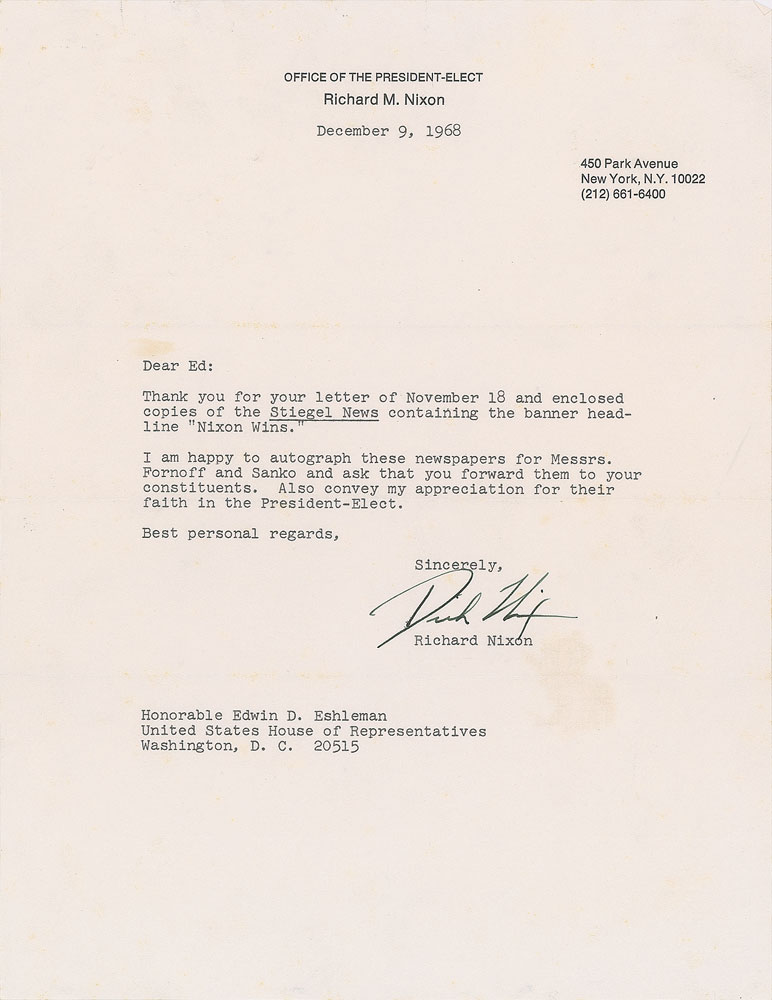 OFFICE OF THE PRESIDENT-ELECT
Richard M. Nixon
December 9, 1968
450 Park Avenue
New York, N.Y. 10022
(212) 661-6400
Dear Ed:
Thank you for your letter of November 18 and enclosed
copies of the Stiegel News containing the banner head-
line "Nixon Wins."
I am happy to autograph these newspapers for Messrs.
Fornoff and Sanko and ask that you forward them to your
constituents.  Also convey my appreciation for their
faith in the President-Elect.
Best personal regards,
Sincerely,
Dick Nixon
Richard Nixon
Honorable Edwin D. Eshleman
United States House of Representatives
Washington, D. C.  20515